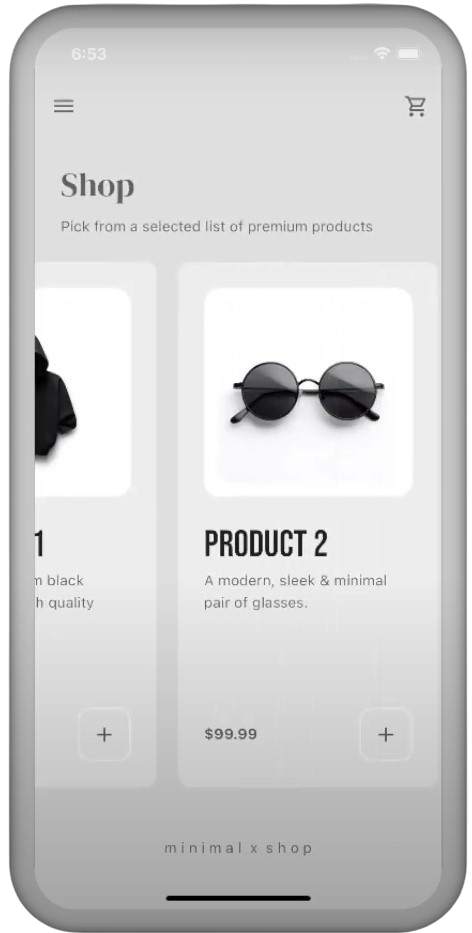 6:53
Shop
Pick from a selected list of premium products
1
black
h quality
PRODUCT 2
A modern, sleek & minimal
pair of glasses.
+
$99.99
+
minimal x shop